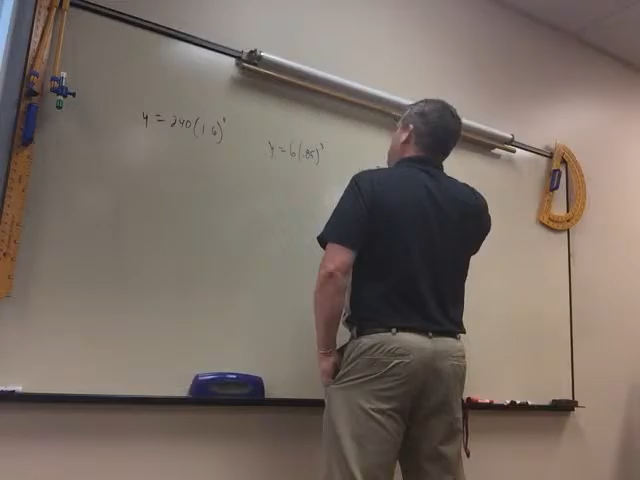 y = 240(1.6)
y = 6(.85)